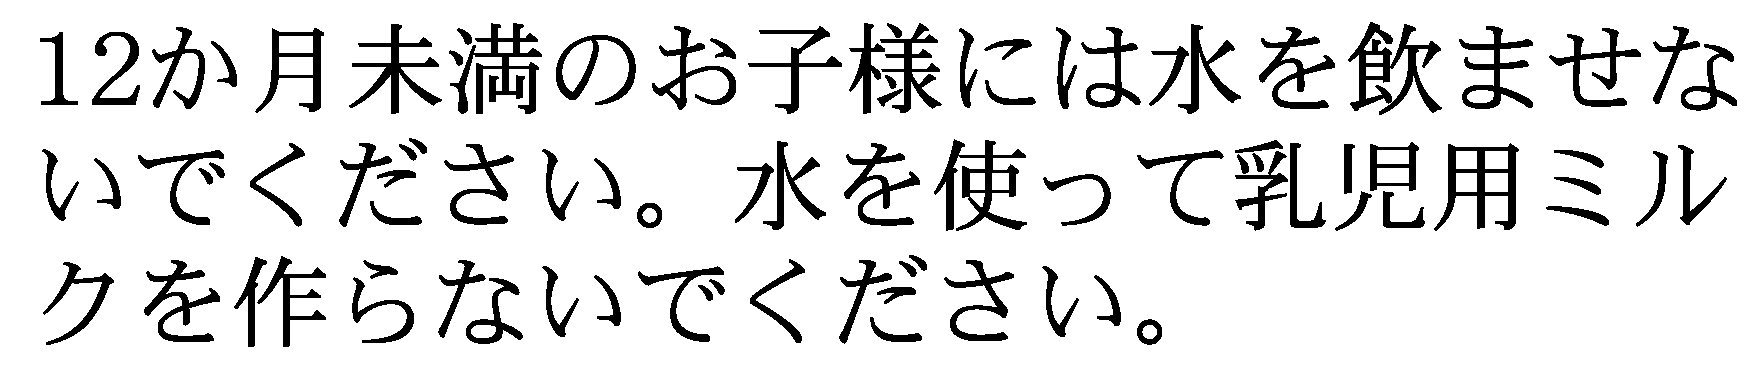 12か月未満のお子様には水を飲ませな
いでください。水を使って乳児用ミル
クを作らないでください。